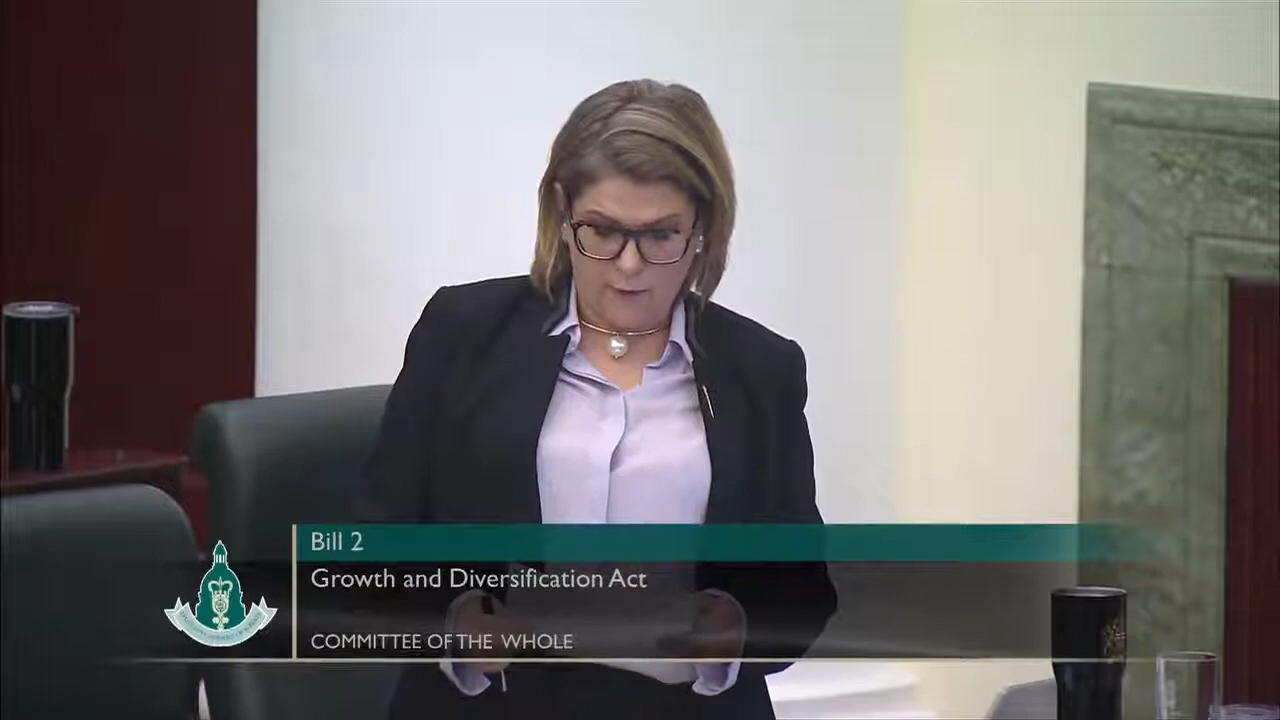 Bill 2
Growth and Diversification Act
COMMITTEE OF THE WHOLE